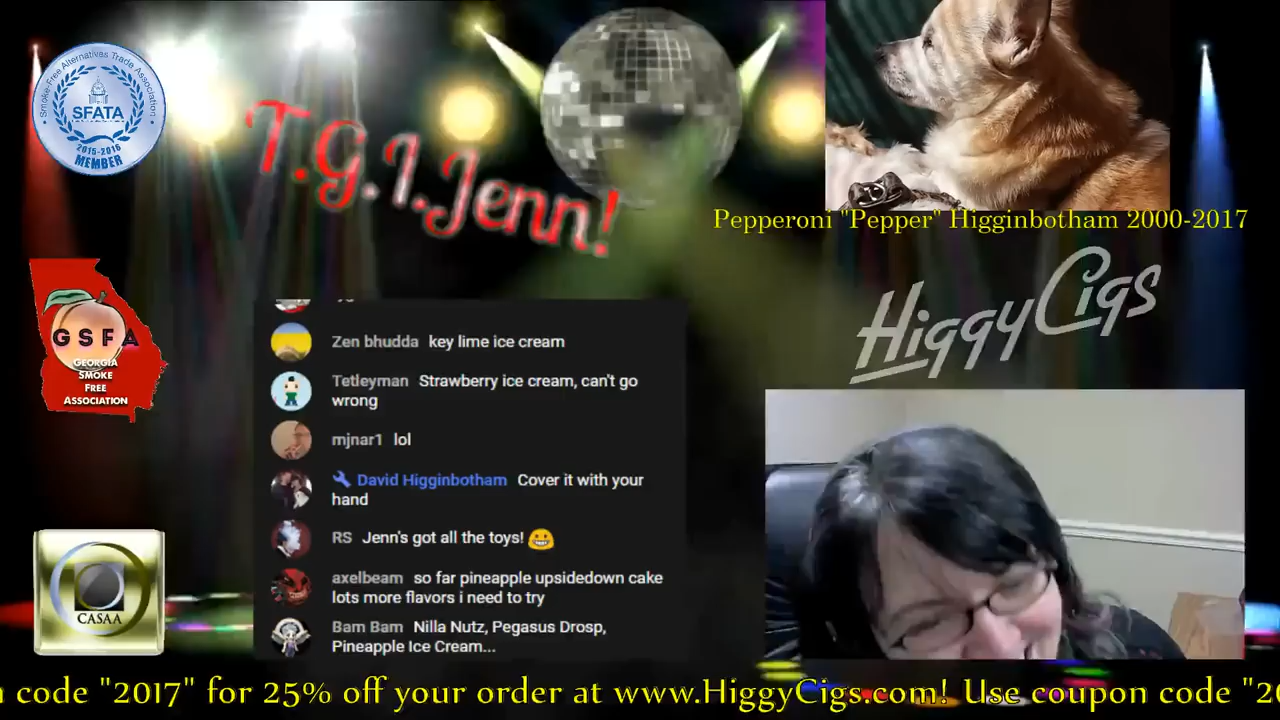 Smoke-Free Alternatives Trade Association
SFATA
2015-2016
MEMBER
T.G.I.Jenn!
Pepperoni "Pepper" Higginbotham 2000-2017
HiggyCigs
GSFA
GEORGIA
SMOKE
FREE
ASSOCIATION
CASAA
Zen bhudda key lime ice cream
Tetleyman Strawberry ice cream, can't go
wrong
mjnar1 lol
David Higginbotham Cover it with your
hand
RS Jenn's got all the toys! 😀
axelbeam so far pineapple upsidedown cake
lots more flavors i need to try
Bam Bam Nilla Nutz, Pegasus Drosp,
Pineapple Ice Cream...
code "2017" for 25% off your order at www.HiggyCigs.com! Use coupon code